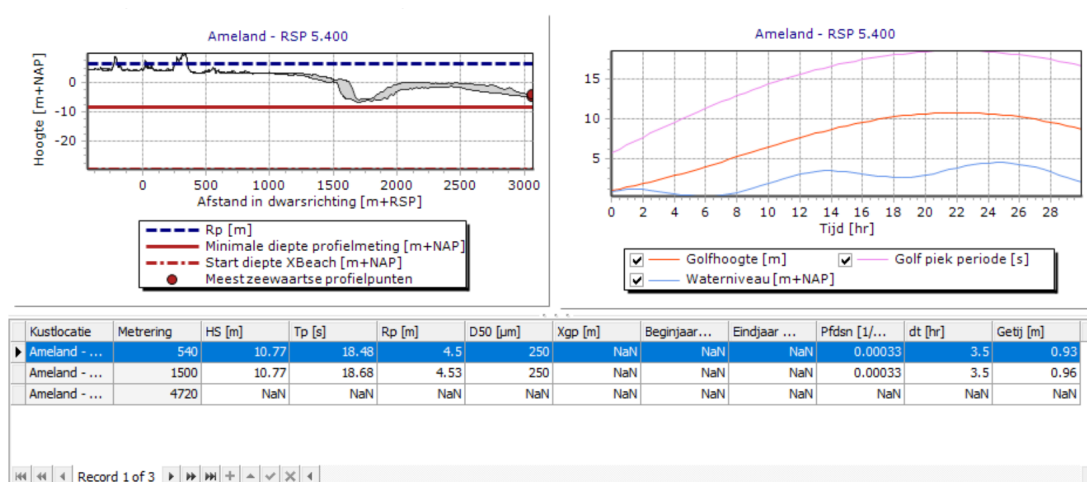 Ameland - RSP 5.400
Hoogte [m+NAP]
0
-10
-20
0 500 1000 1500 2000 2500 3000
Afstand in dwarsrichting [m+RSP]
Rp [m]
Minimale diepte profielmeting [m+NAP]
Start diepte XBeach [m+NAP]
Meest zeewaartse profielpunten
Ameland - RSP 5.400
15
10
5
0 2 4 6 8 10 12 14 16 18 20 22 24 26 28
Tijd [hr]
Golfhoogte [m] Golf piek periode [s]
Waterniveau [m+NAP]
Kustlocatie Metrering HS [m] Tp [s] Rp [m] D50 [µm] Xgp [m] Beginjaar... Eindjaar ... Pfdsn [1/... dt [hr] Getij [m]
Ameland - ... 540 10.77 18.48 4.5 250 NaN NaN NaN 0.00033 3.5 0.93
Ameland - ... 1500 10.77 18.68 4.53 250 NaN NaN NaN 0.00033 3.5 0.96
Ameland - ... 4720 NaN NaN NaN NaN NaN NaN NaN NaN NaN NaN
Record 1 of 3